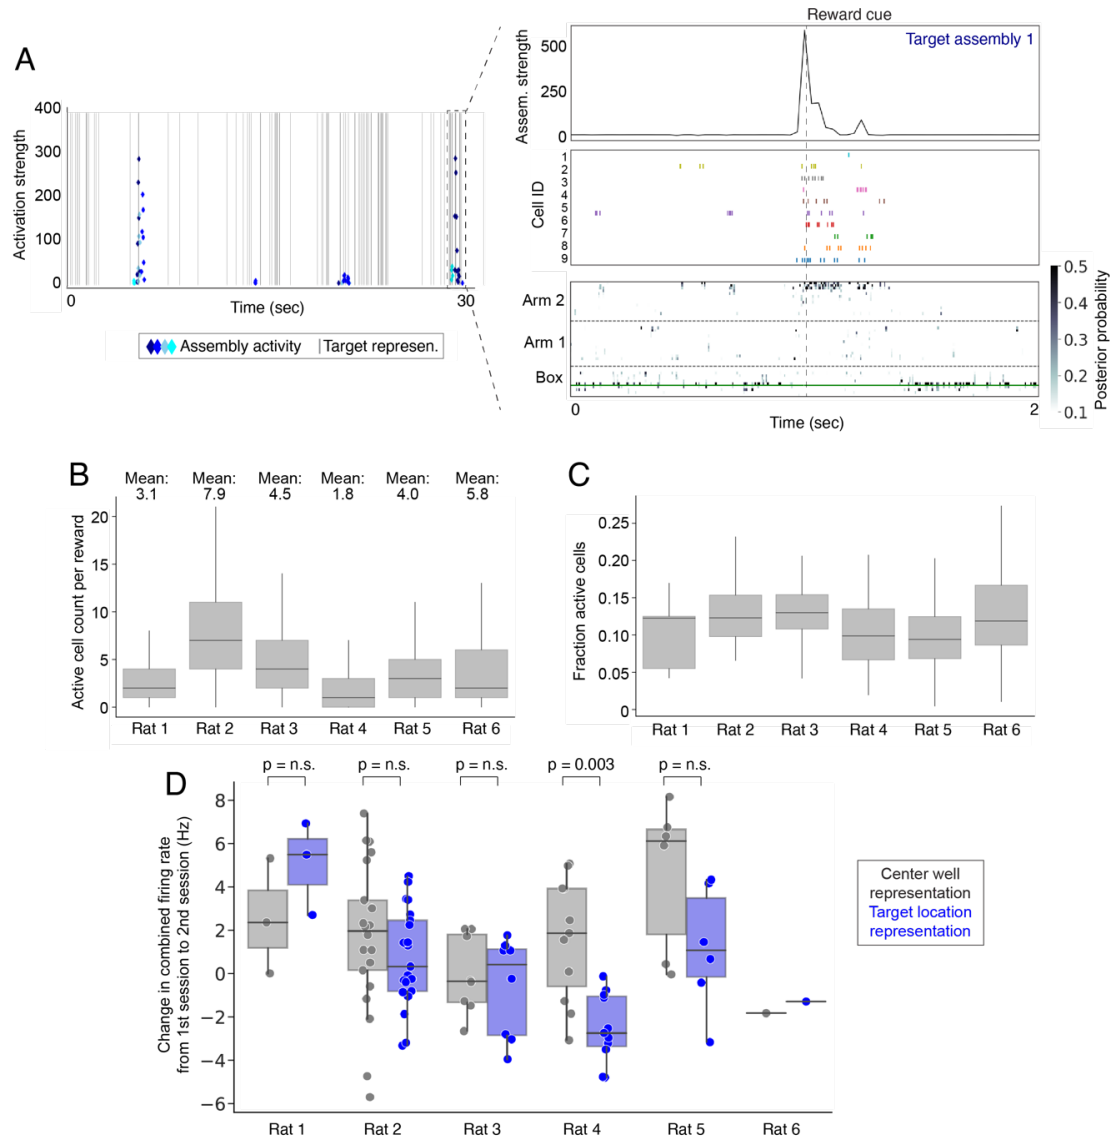 A
Activation strength
400
300
200
100
0
0
30
Time (sec)
Assembly activity
Target represen.
Reward cue
Target assembly 1
Assem. strength
500
250
0
Cell ID
1
2
3
4
5
6
7
8
9
Arm 2
Arm 1
Box
0
2
Time (sec)
0.5
0.4
0.3
0.2
0.1
Posterior probability
B
Mean: Mean: Mean: Mean: Mean: Mean:
3.1 7.9 4.5 1.8 4.0 5.8
Active cell count per reward
20
15
10
5
0
Rat 1 Rat 2 Rat 3 Rat 4 Rat 5 Rat 6
C
Fraction active cells
0.25
0.20
0.15
0.10
0.05
0
Rat 1 Rat 2 Rat 3 Rat 4 Rat 5 Rat 6
D
p = n.s. p = n.s. p = n.s. p = 0.003 p = n.s.
Change in combined firing rate
from 1st session to 2nd session (Hz)
8
6
4
2
0
−2
−4
−6
Rat 1 Rat 2 Rat 3 Rat 4 Rat 5 Rat 6
Center well
representation
Target location
representation